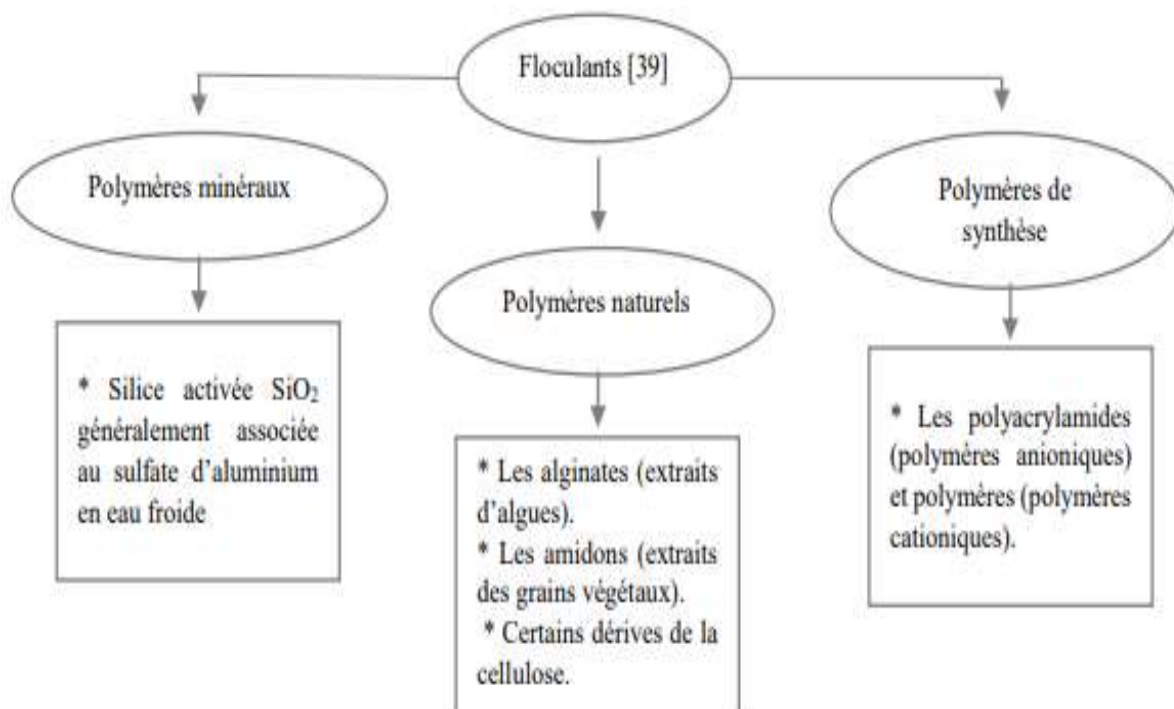 Floculants [39]
Polymères minéraux
Polymères de
synthèse
Polymères naturels
* Silice activée SiO₂
généralement associée
au sulfate d’aluminium
en eau froide
* Les alginates (extraits
d’algues).
* Les amidons (extraits
des grains végétaux).
* Certains dérives de la
cellulose.
* Les polyacrylamides
(polymères anioniques)
et polymères (polymères
cationiques).